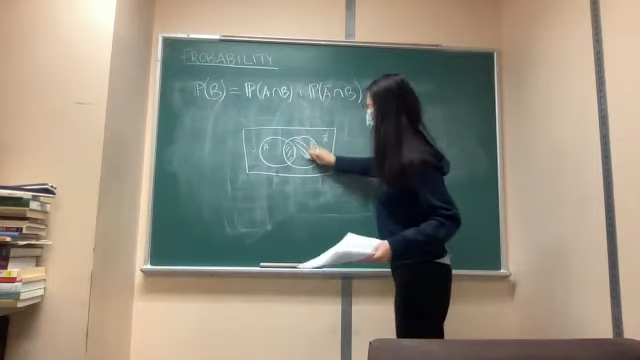 PROBABILITY
ℙ(B) = ℙ(A∩B) + ℙ(Ā∩B)
A